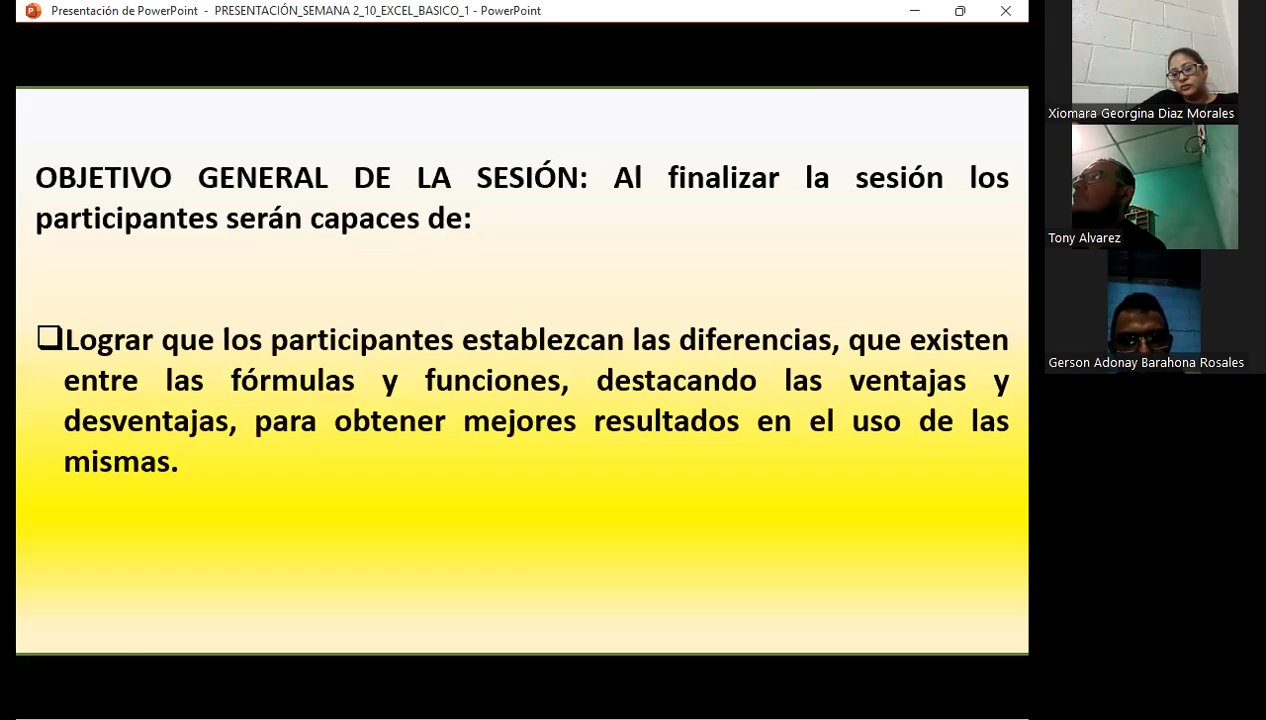 Presentación de PowerPoint - PRESENTACIÓN_SEMANA 2_10_EXCEL_BASICO_1 - PowerPoint
OBJETIVO GENERAL DE LA SESIÓN: Al finalizar la sesión los
participantes serán capaces de:
Lograr que los participantes establezcan las diferencias, que existen
entre las fórmulas y funciones, destacando las ventajas y
desventajas, para obtener mejores resultados en el uso de las
mismas.
Xiomara Georgina Diaz Morales
Tony Alvarez
Gerson Adonay Barahona Rosales